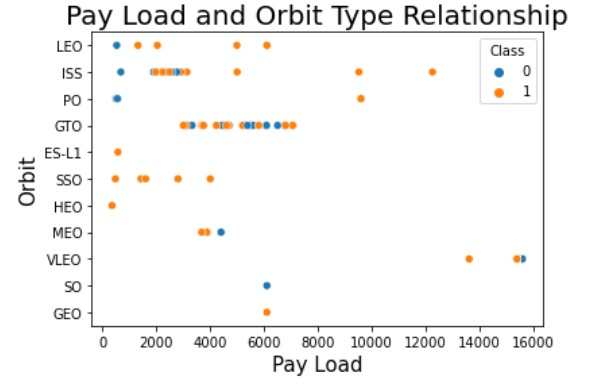 Pay Load and Orbit Type Relationship
Class
0
1
LEO
ISS
PO
GTO
ES-L1
SSO
HEO
MEO
VLEO
SO
GEO
Orbit
0 2000 4000 6000 8000 10000 12000 14000 16000
Pay Load